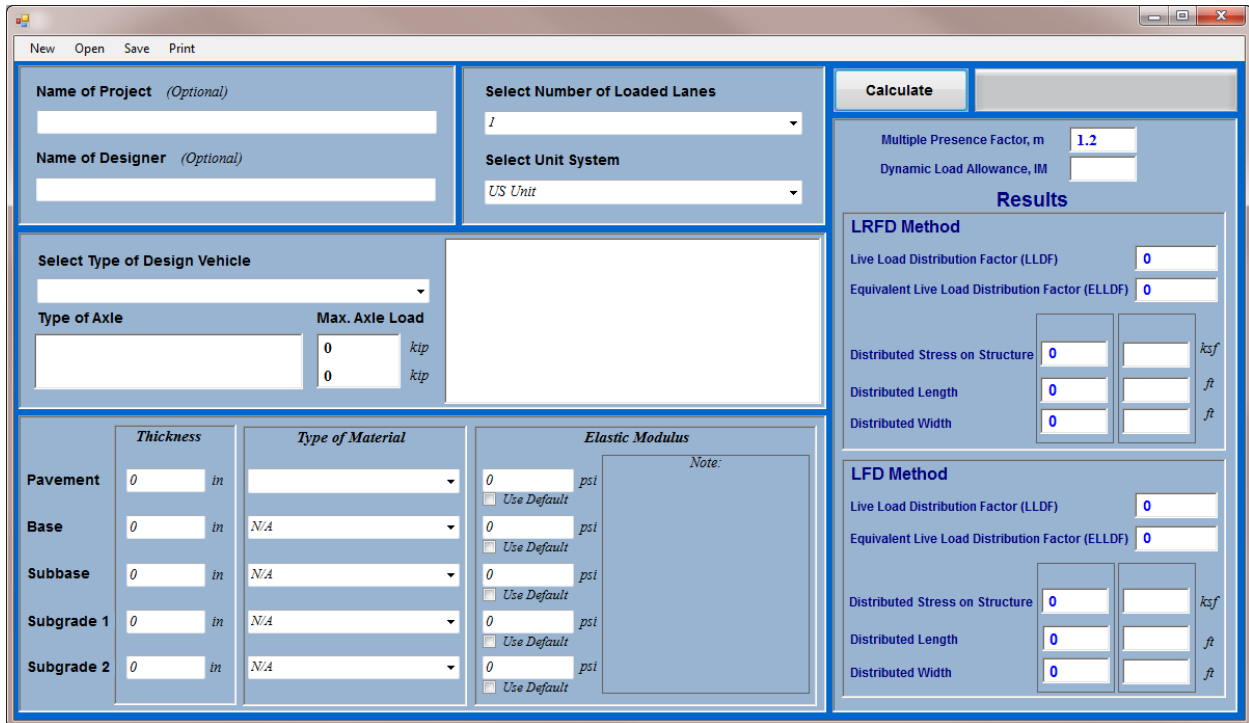 New Open Save Print
Name of Project (Optional)
Name of Designer (Optional)
Select Number of Loaded Lanes
1
Select Unit System
US Unit
Select Type of Design Vehicle
Type of Axle Max. Axle Load
0 kip
0 kip
Thickness Type of Material Elastic Modulus
Note:
Pavement 0 in 0 psi
Use Default
Base 0 in N/A 0 psi
Use Default
Subbase 0 in N/A 0 psi
Use Default
Subgrade 1 0 in N/A 0 psi
Use Default
Subgrade 2 0 in N/A 0 psi
Use Default
Calculate
Multiple Presence Factor, m 1.2
Dynamic Load Allowance, IM
Results
LRFD Method
Live Load Distribution Factor (LLDF) 0
Equivalent Live Load Distribution Factor (ELLDF) 0
Distributed Stress on Structure 0 ksf
Distributed Length 0 ft
Distributed Width 0 ft
LFD Method
Live Load Distribution Factor (LLDF) 0
Equivalent Live Load Distribution Factor (ELLDF) 0
Distributed Stress on Structure 0 ksf
Distributed Length 0 ft
Distributed Width 0 ft